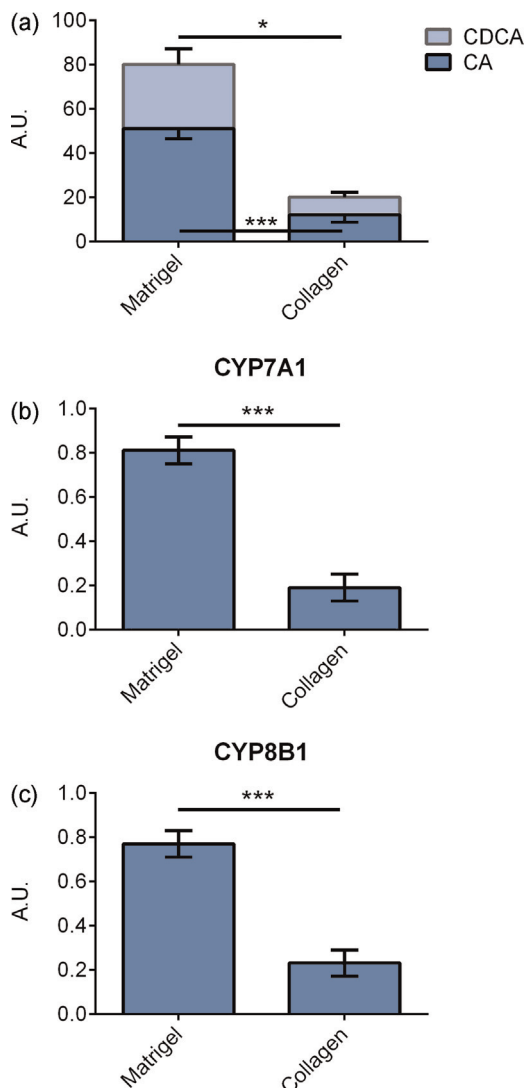 (a)
*
CDCA
CA
100
80
60
40
20
0
A.U.
***
Matrigel
Collagen
CYP7A1
(b)
***
1.0
0.8
0.6
0.4
0.2
0.0
A.U.
Matrigel
Collagen
CYP8B1
(c)
***
1.0
0.8
0.6
0.4
0.2
0.0
A.U.
Matrigel
Collagen